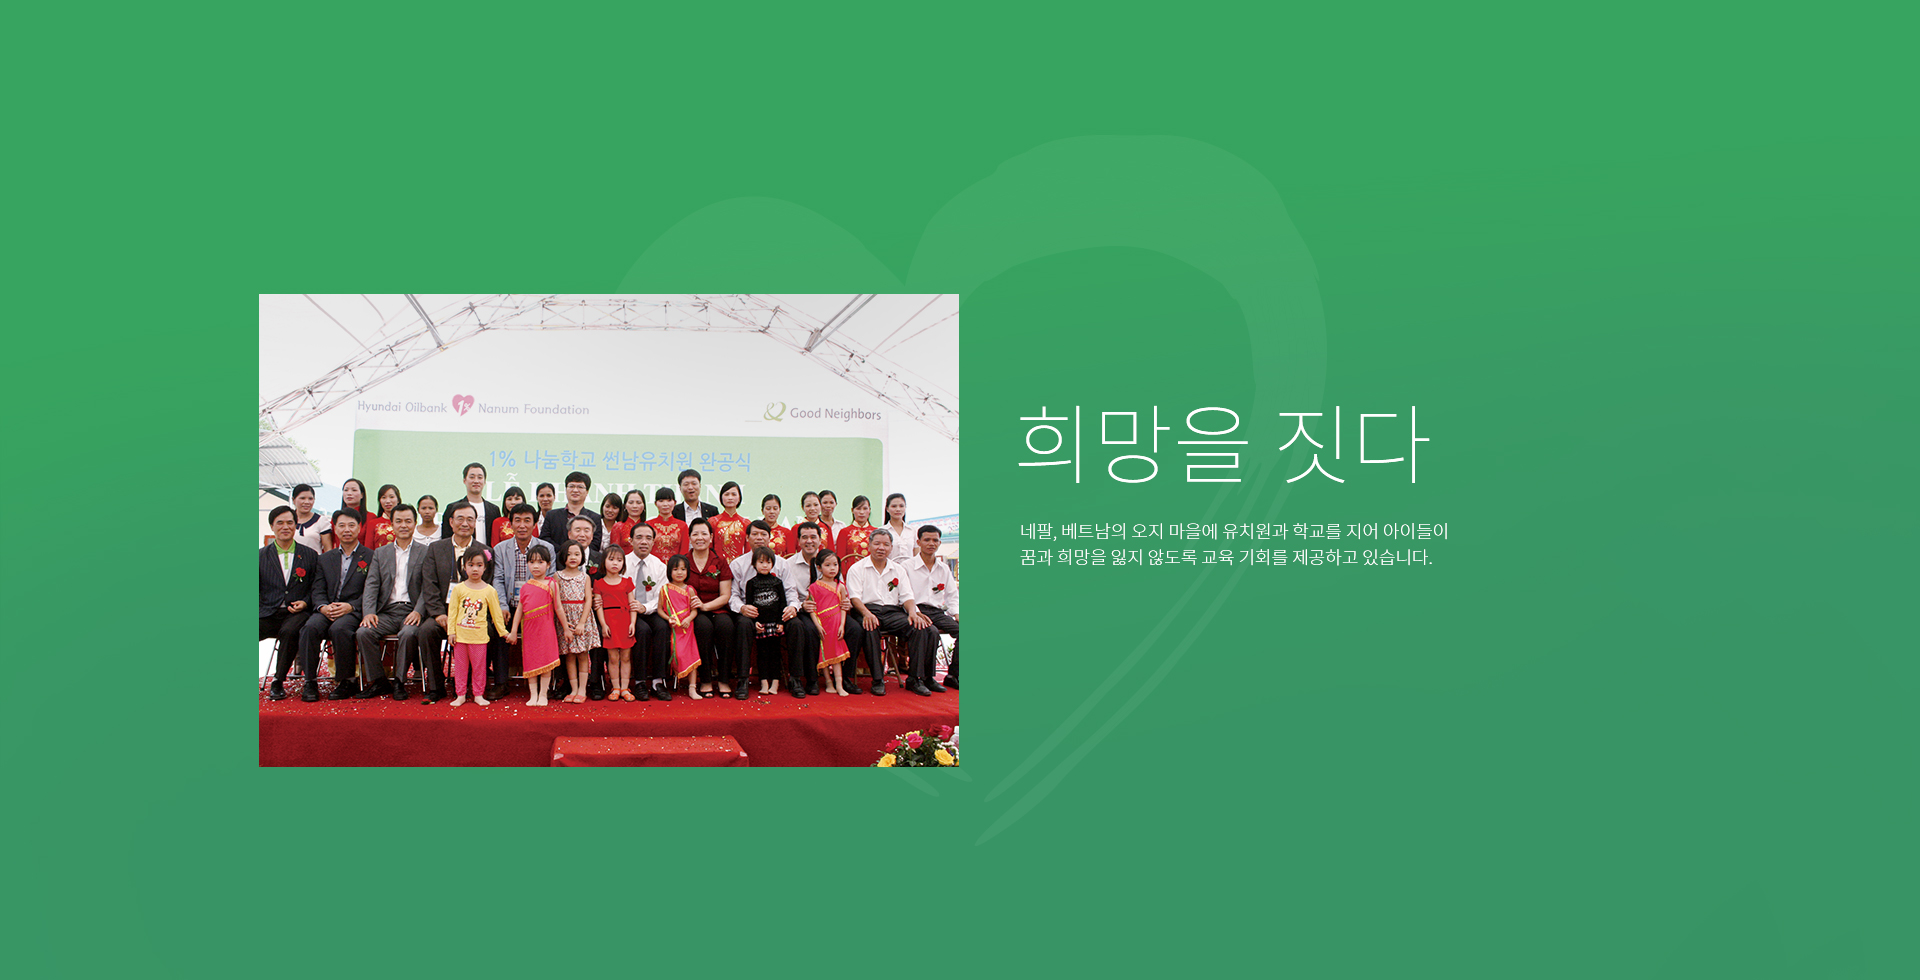 Hyundai Oilbank 1% Nanum Foundation
Good Neighbors
1% 나눔학교 썬남유치원 완공식
LỄ
희망을 짓다
네팔, 베트남의 오지 마을에 유치원과 학교를 지어 아이들이
꿈과 희망을 잃지 않도록 교육 기회를 제공하고 있습니다.